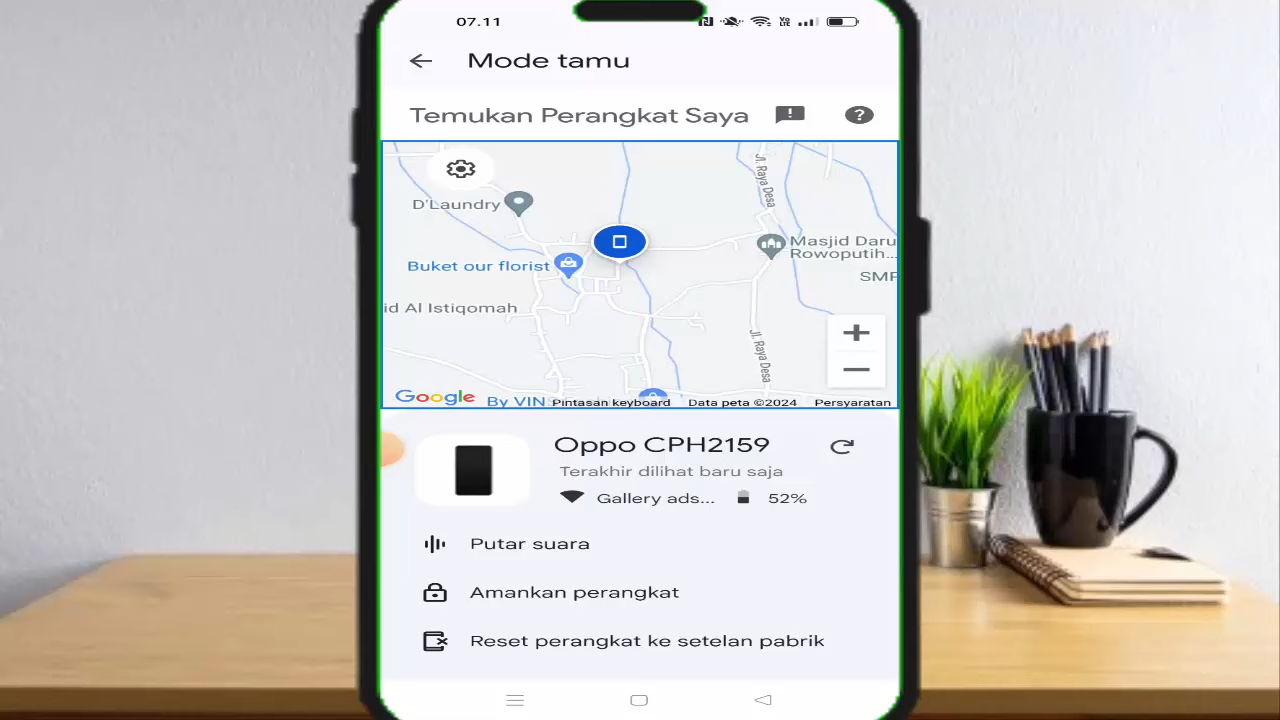 07.11
Mode tamu
Temukan Perangkat Saya
Jl. Raya Desa
D'Laundry
Masjid Daru
Rowoputih...
Buket our florist
SMF
id Al Istiqomah
Jl. Raya Desa
Google
By VIN
Pintasan keyboard
Data peta ©2024
Persyaratan
Oppo CPH2159
Terakhir dilihat baru saja
Gallery ads...
52%
Putar suara
Amankan perangkat
Reset perangkat ke setelan pabrik